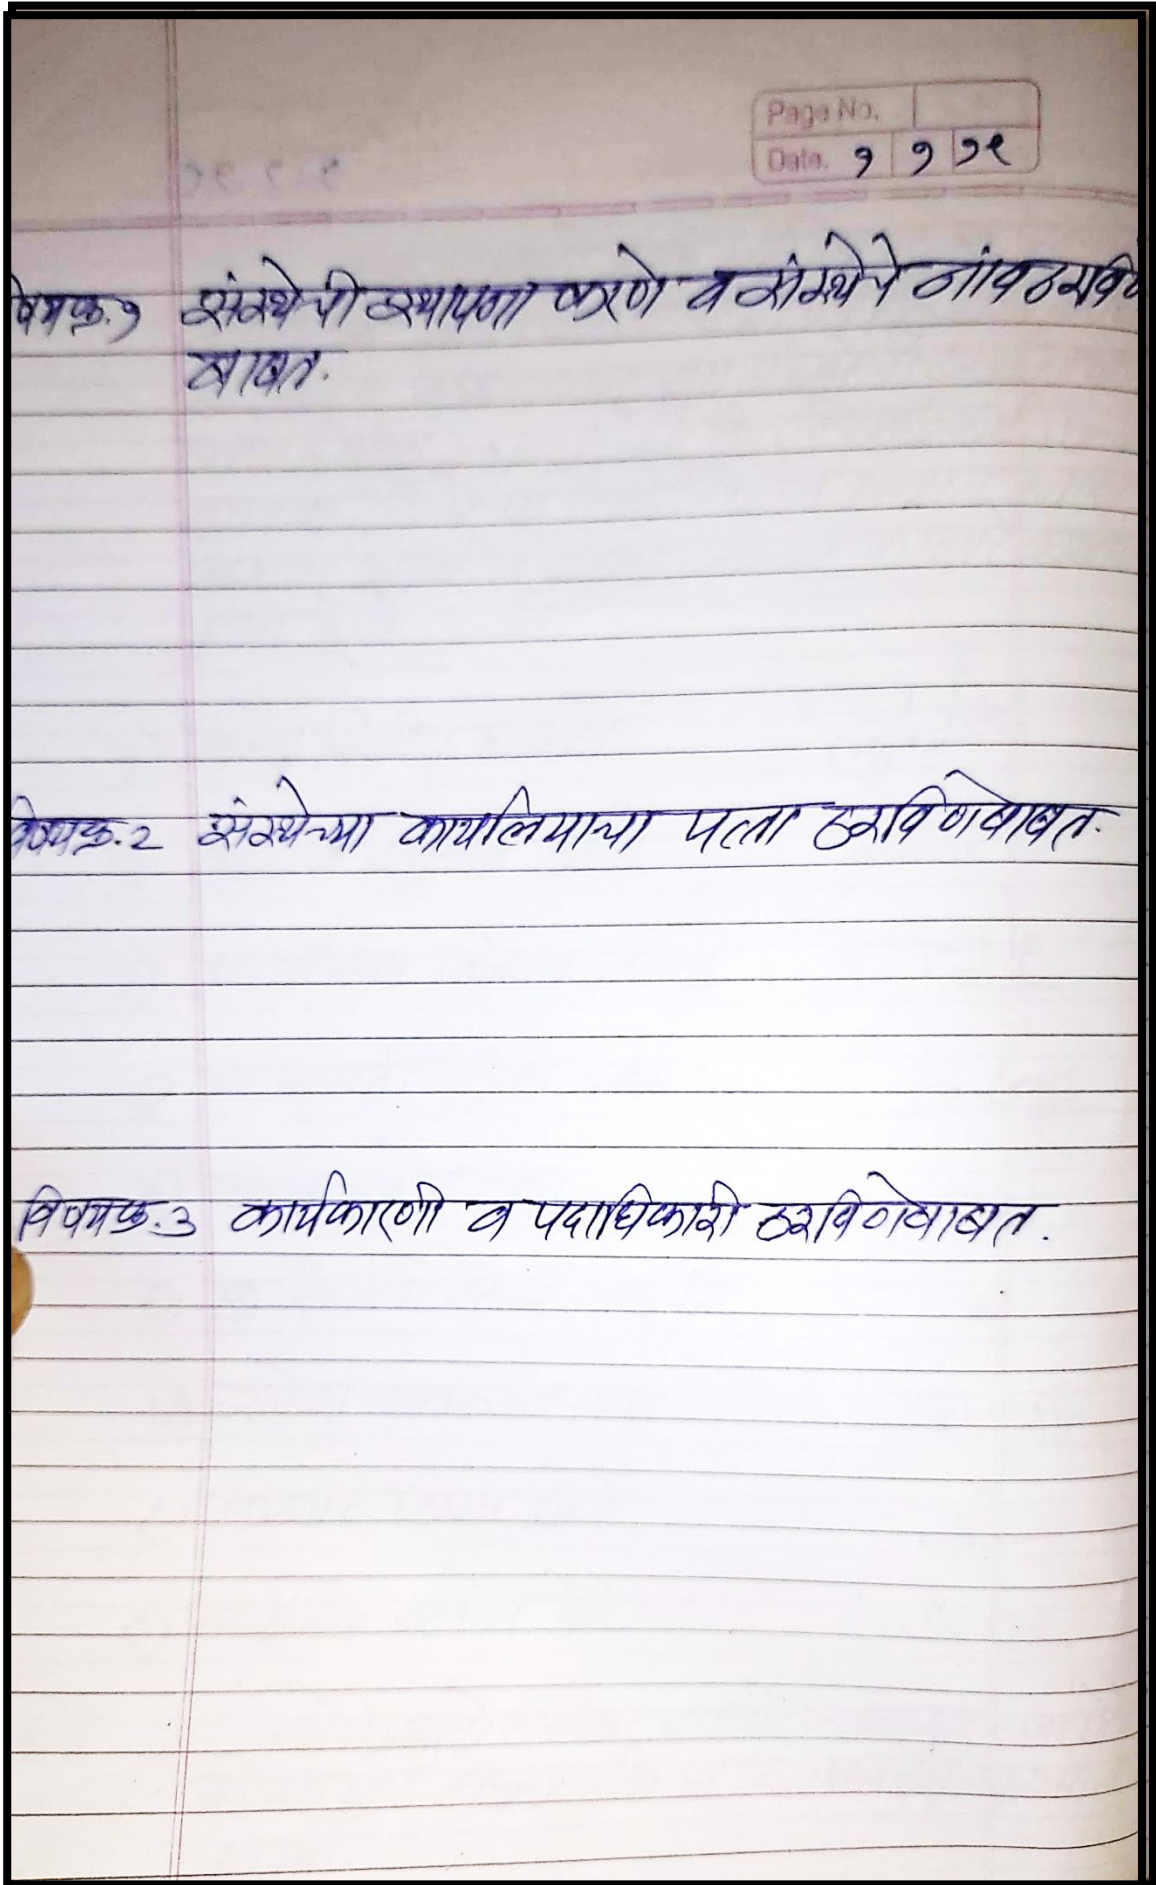 Page No.
Date. १ १ १९
विषय क्र. १ संस्थेची स्थापना करणे व संस्थेचे नांव ठरविणे
बाबत.
विषय क्र. 2 संस्थेच्या कार्यालयाचा पत्ता ठरविणेबाबत.
विषय क्र. 3 कार्यकारणी व पदाधिकारी ठरविणेबाबत.